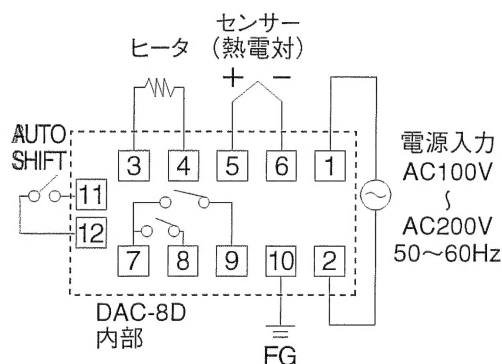 センサー
ヒータ (熱電対)
+ −
AUTO
SHIFT
3 4 5 6 1
11
12
7 8 9 10 2
電源入力
AC100V
〜
AC200V
50〜60Hz
DAC-8D
内部
FG